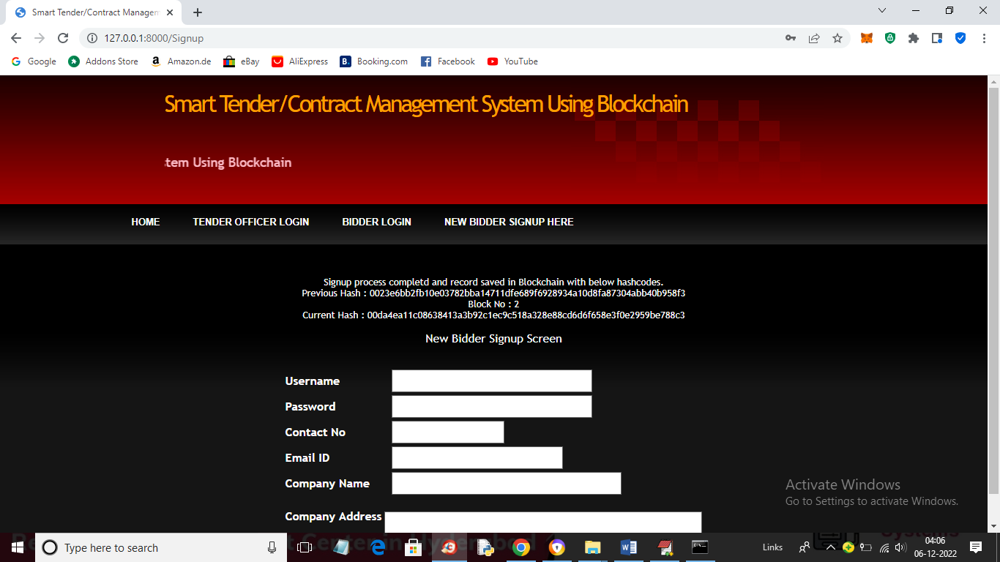 Smart Tender/Contract Managem
127.0.0.1:8000/Signup
Google Addons Store Amazon.de eBay AliExpress Booking.com Facebook YouTube
Smart Tender/Contract Management System Using Blockchain
tem Using Blockchain
HOME TENDER OFFICER LOGIN BIDDER LOGIN NEW BIDDER SIGNUP HERE
Signup process completd and record saved in Blockchain with below hashcodes.
Previous Hash : 0023e6bb2fb10e03782bba14711dfe689f6928934a10d8fa87304abb40b958f3
Block No : 2
Current Hash : 00da4ea11c08638413a3b92c1ec9c518a328e88cd6d6f658e3f0e2959be788c3
New Bidder Signup Screen
Username
Password
Contact No
Email ID
Company Name
Company Address
Activate Windows
Go to Settings to activate Windows.
Systems
Type here to search
t Center in Hyderabad
Links
04:06
06-12-2022